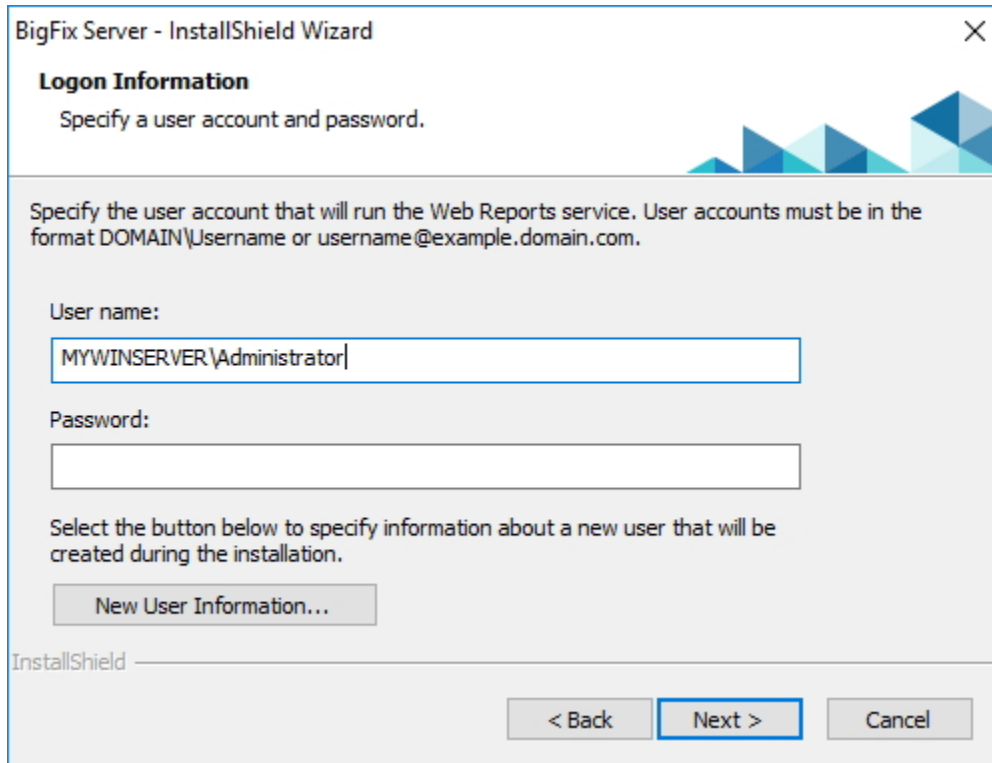 BigFix Server - InstallShield Wizard
Logon Information
Specify a user account and password.
Specify the user account that will run the Web Reports service. User accounts must be in the
format DOMAIN\Username or username@example.domain.com.
User name:
MYWINSERVER\Administrator
Password:
Select the button below to specify information about a new user that will be
created during the installation.
New User Information...
InstallShield
< Back
Next >
Cancel